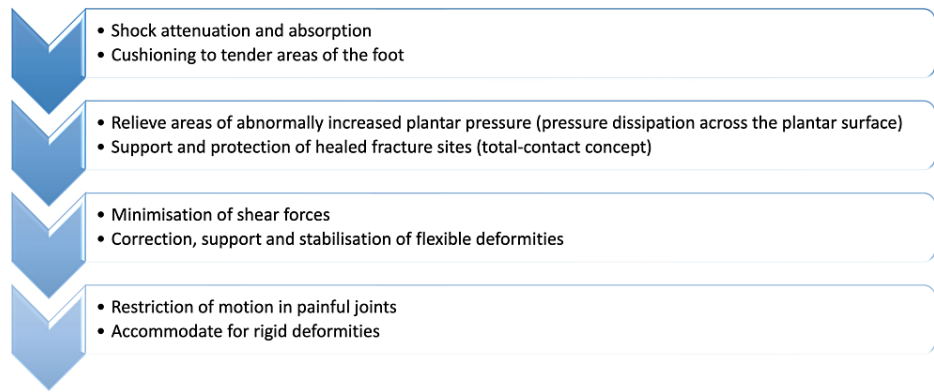 • Shock attenuation and absorption
• Cushioning to tender areas of the foot
• Relieve areas of abnormally increased plantar pressure (pressure dissipation across the plantar surface)
• Support and protection of healed fracture sites (total-contact concept)
• Minimisation of shear forces
• Correction, support and stabilisation of flexible deformities
• Restriction of motion in painful joints
• Accommodate for rigid deformities